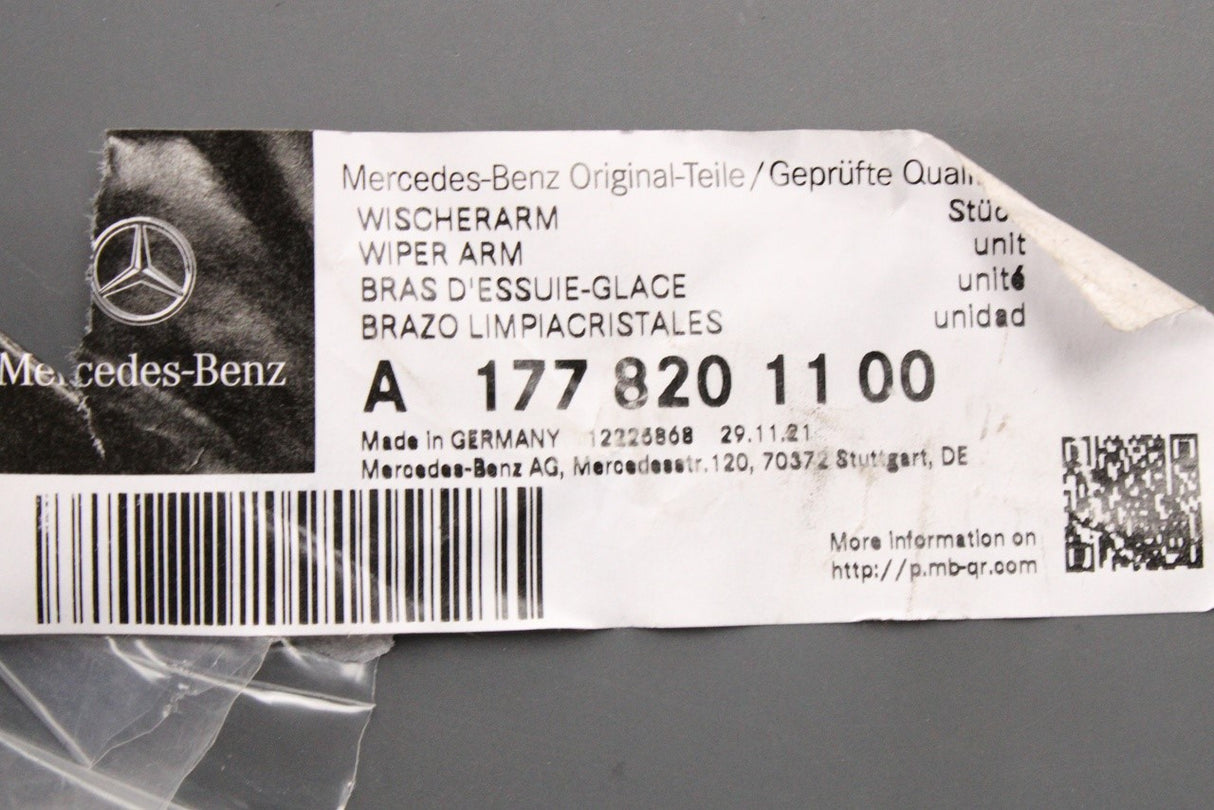 Mercedes-Benz
Mercedes-Benz Original-Teile/Geprüfte
WISCHERARM
WIPER ARM
unit
BRAS D'ESSUIE-GLACE
unité
BRAZO LIMPIACRISTALES
unidad
A 177 820 11 00
Made in GERMANY 29.11.21
Mercedes-Benz AG, Mercedesstr.120, 70372 Stuttgart, DE
More information on
http://p.mb-qr.com